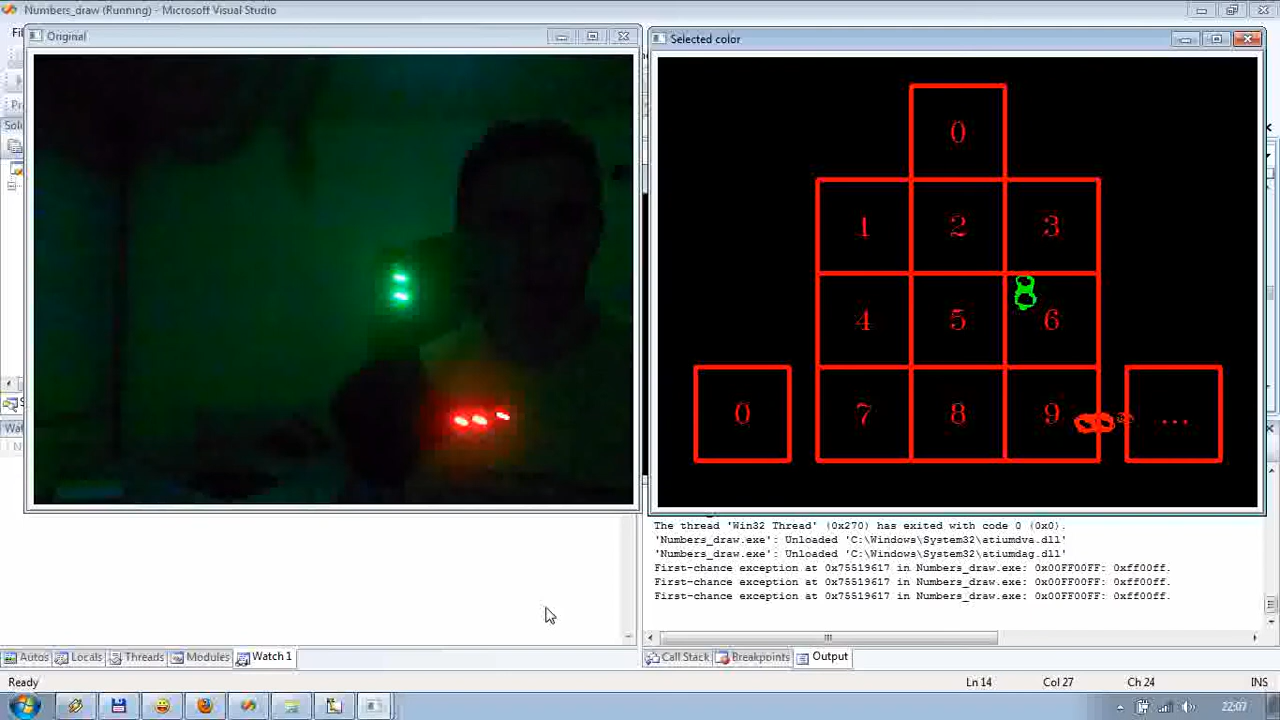 Numbers_draw (Running) - Microsoft Visual Studio
Original
Selected color
0
1 2 3
4 5 6
0 7 8 9 ...
The thread 'Win32 Thread' (0x270) has exited with code 0 (0x0).
'Numbers_draw.exe': Unloaded 'C:\Windows\System32\atiumdva.dll'
'Numbers_draw.exe': Unloaded 'C:\Windows\System32\atiumdag.dll'
First-chance exception at 0x75519617 in Numbers_draw.exe: 0x00FF00FF: 0xff00ff.
First-chance exception at 0x75519617 in Numbers_draw.exe: 0x00FF00FF: 0xff00ff.
First-chance exception at 0x75519617 in Numbers_draw.exe: 0x00FF00FF: 0xff00ff.
Autos Locals Threads Modules Watch 1 Call Stack Breakpoints Output
Ready Ln 14 Col 27 Ch 24 INS
22:07